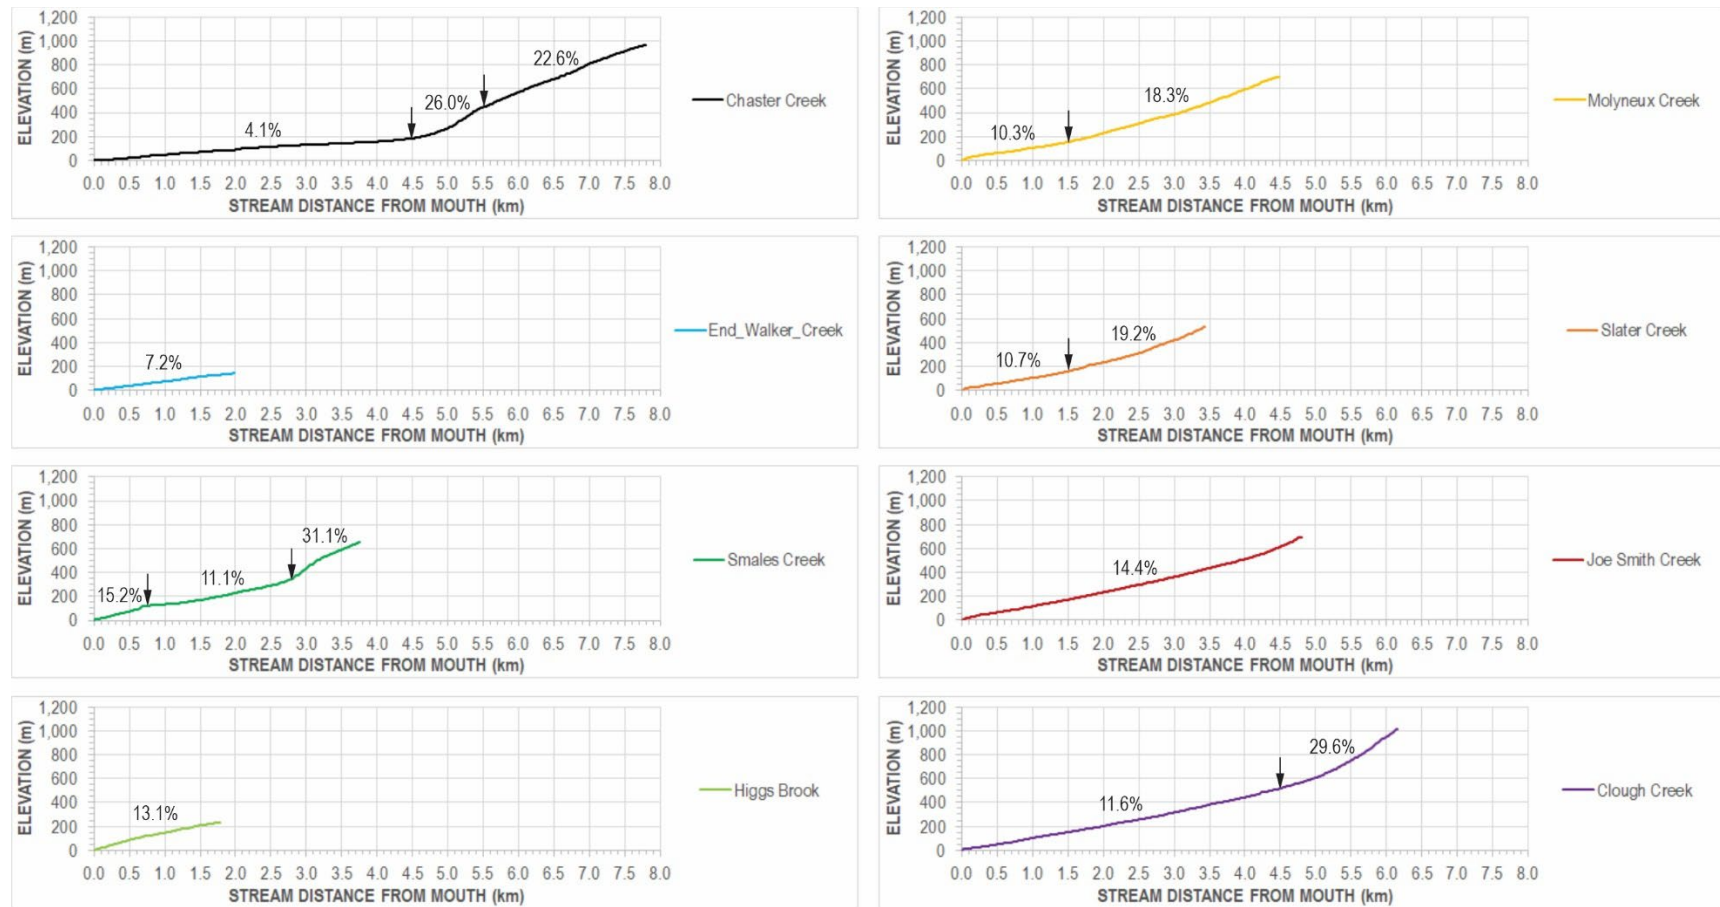 1,200
1,000
800
600
400
200
0
ELEVATION (m)
4.1%
26.0%
22.6%
0.0 0.5 1.0 1.5 2.0 2.5 3.0 3.5 4.0 4.5 5.0 5.5 6.0 6.5 7.0 7.5 8.0
STREAM DISTANCE FROM MOUTH (km)
Chaster Creek
1,200
1,000
800
600
400
200
0
ELEVATION (m)
10.3%
18.3%
0.0 0.5 1.0 1.5 2.0 2.5 3.0 3.5 4.0 4.5 5.0 5.5 6.0 6.5 7.0 7.5 8.0
STREAM DISTANCE FROM MOUTH (km)
Molyneux Creek
1,200
1,000
800
600
400
200
0
ELEVATION (m)
7.2%
0.0 0.5 1.0 1.5 2.0 2.5 3.0 3.5 4.0 4.5 5.0 5.5 6.0 6.5 7.0 7.5 8.0
STREAM DISTANCE FROM MOUTH (km)
End_Walker_Creek
1,200
1,000
800
600
400
200
0
ELEVATION (m)
10.7%
19.2%
0.0 0.5 1.0 1.5 2.0 2.5 3.0 3.5 4.0 4.5 5.0 5.5 6.0 6.5 7.0 7.5 8.0
STREAM DISTANCE FROM MOUTH (km)
Slater Creek
1,200
1,000
800
600
400
200
0
ELEVATION (m)
15.2%
11.1%
31.1%
0.0 0.5 1.0 1.5 2.0 2.5 3.0 3.5 4.0 4.5 5.0 5.5 6.0 6.5 7.0 7.5 8.0
STREAM DISTANCE FROM MOUTH (km)
Smales Creek
1,200
1,000
800
600
400
200
0
ELEVATION (m)
14.4%
0.0 0.5 1.0 1.5 2.0 2.5 3.0 3.5 4.0 4.5 5.0 5.5 6.0 6.5 7.0 7.5 8.0
STREAM DISTANCE FROM MOUTH (km)
Joe Smith Creek
1,200
1,000
800
600
400
200
0
ELEVATION (m)
13.1%
0.0 0.5 1.0 1.5 2.0 2.5 3.0 3.5 4.0 4.5 5.0 5.5 6.0 6.5 7.0 7.5 8.0
STREAM DISTANCE FROM MOUTH (km)
Higgs Brook
1,200
1,000
800
600
400
200
0
ELEVATION (m)
11.6%
29.6%
0.0 0.5 1.0 1.5 2.0 2.5 3.0 3.5 4.0 4.5 5.0 5.5 6.0 6.5 7.0 7.5 8.0
STREAM DISTANCE FROM MOUTH (km)
Clough Creek